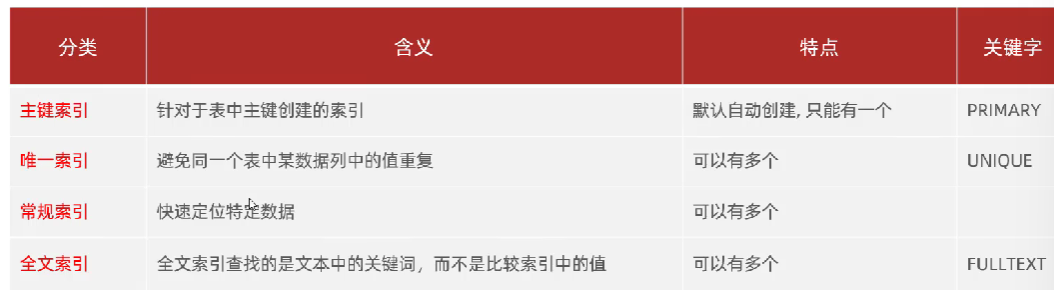 分类 含义 特点 关键字
主键索引 针对于表中主键创建的索引 默认自动创建, 只能有一个 PRIMARY
唯一索引 避免同一个表中某数据列中的值重复 可以有多个 UNIQUE
常规索引 快速定位特定数据 可以有多个
全文索引 全文索引查找的是文本中的关键词，而不是比较索引中的值 可以有多个 FULLTEXT